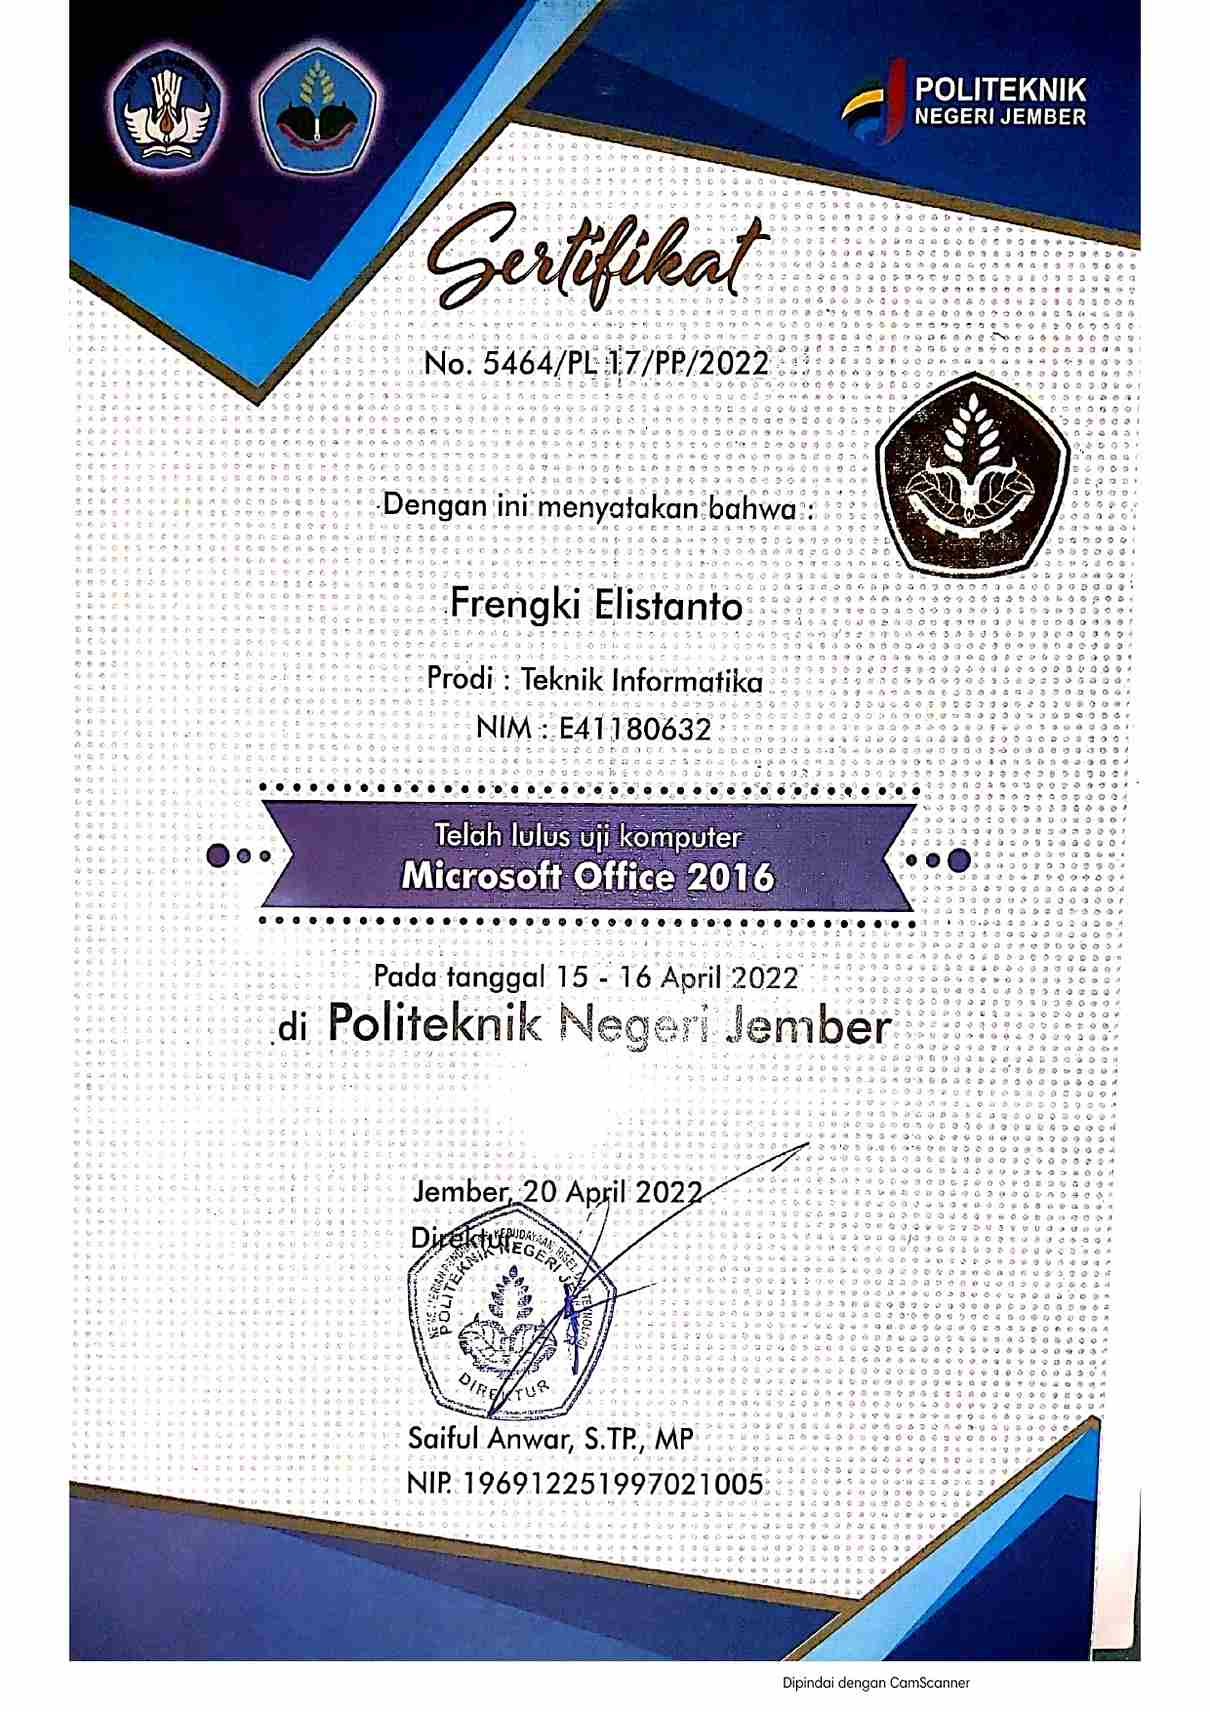 POLITEKNIK
NEGERI JEMBER
Sertifikat
No. 5464/PL 17/PP/2022
Dengan ini menyatakan bahwa :
Frengki Elistanto
Prodi : Teknik Informatika
NIM : E41180632
Telah lulus uji komputer
Microsoft Office 2016
Pada tanggal 15 - 16 April 2022
di Politeknik Negeri Jember
Jember, 20 April 2022
Direktur
POLITEKNIK NEGERI
DIREKTUR
Saiful Anwar, S.TP., MP
NIP. 196912251997021005
Dipindai dengan CamScanner